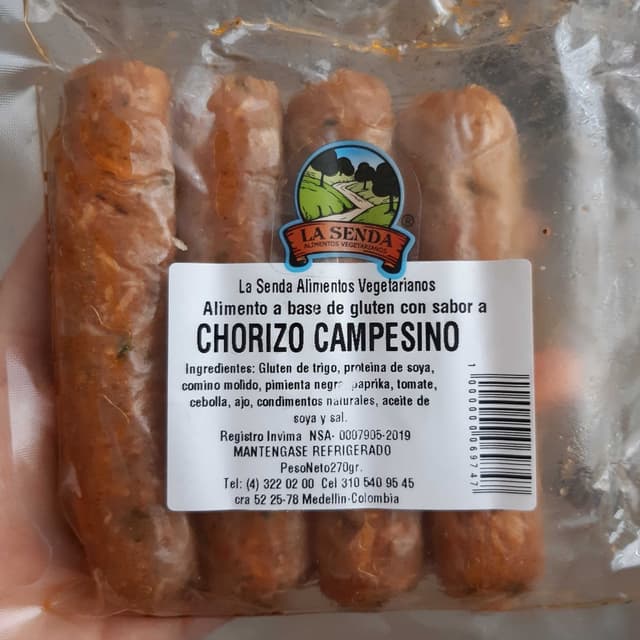 LA SENDA
ALIMENTOS VEGETARIANOS
®
La Senda Alimentos Vegetarianos
Alimento a base de gluten con sabor a
CHORIZO CAMPESINO
Ingredientes: Gluten de trigo, proteina de soya,
comino molido, pimienta negra paprika, tomate,
cebolla, ajo, condimentos naturales, aceite de
soya y sal.
Registro Invima NSA- 0007905-2019
MANTENGASE REFRIGERADO
PesoNeto270gr.
Tel: (4) 322 02 00 Cel 310 540 95 45
cra 52 25-78 Medellin-Colombia
1000000069747